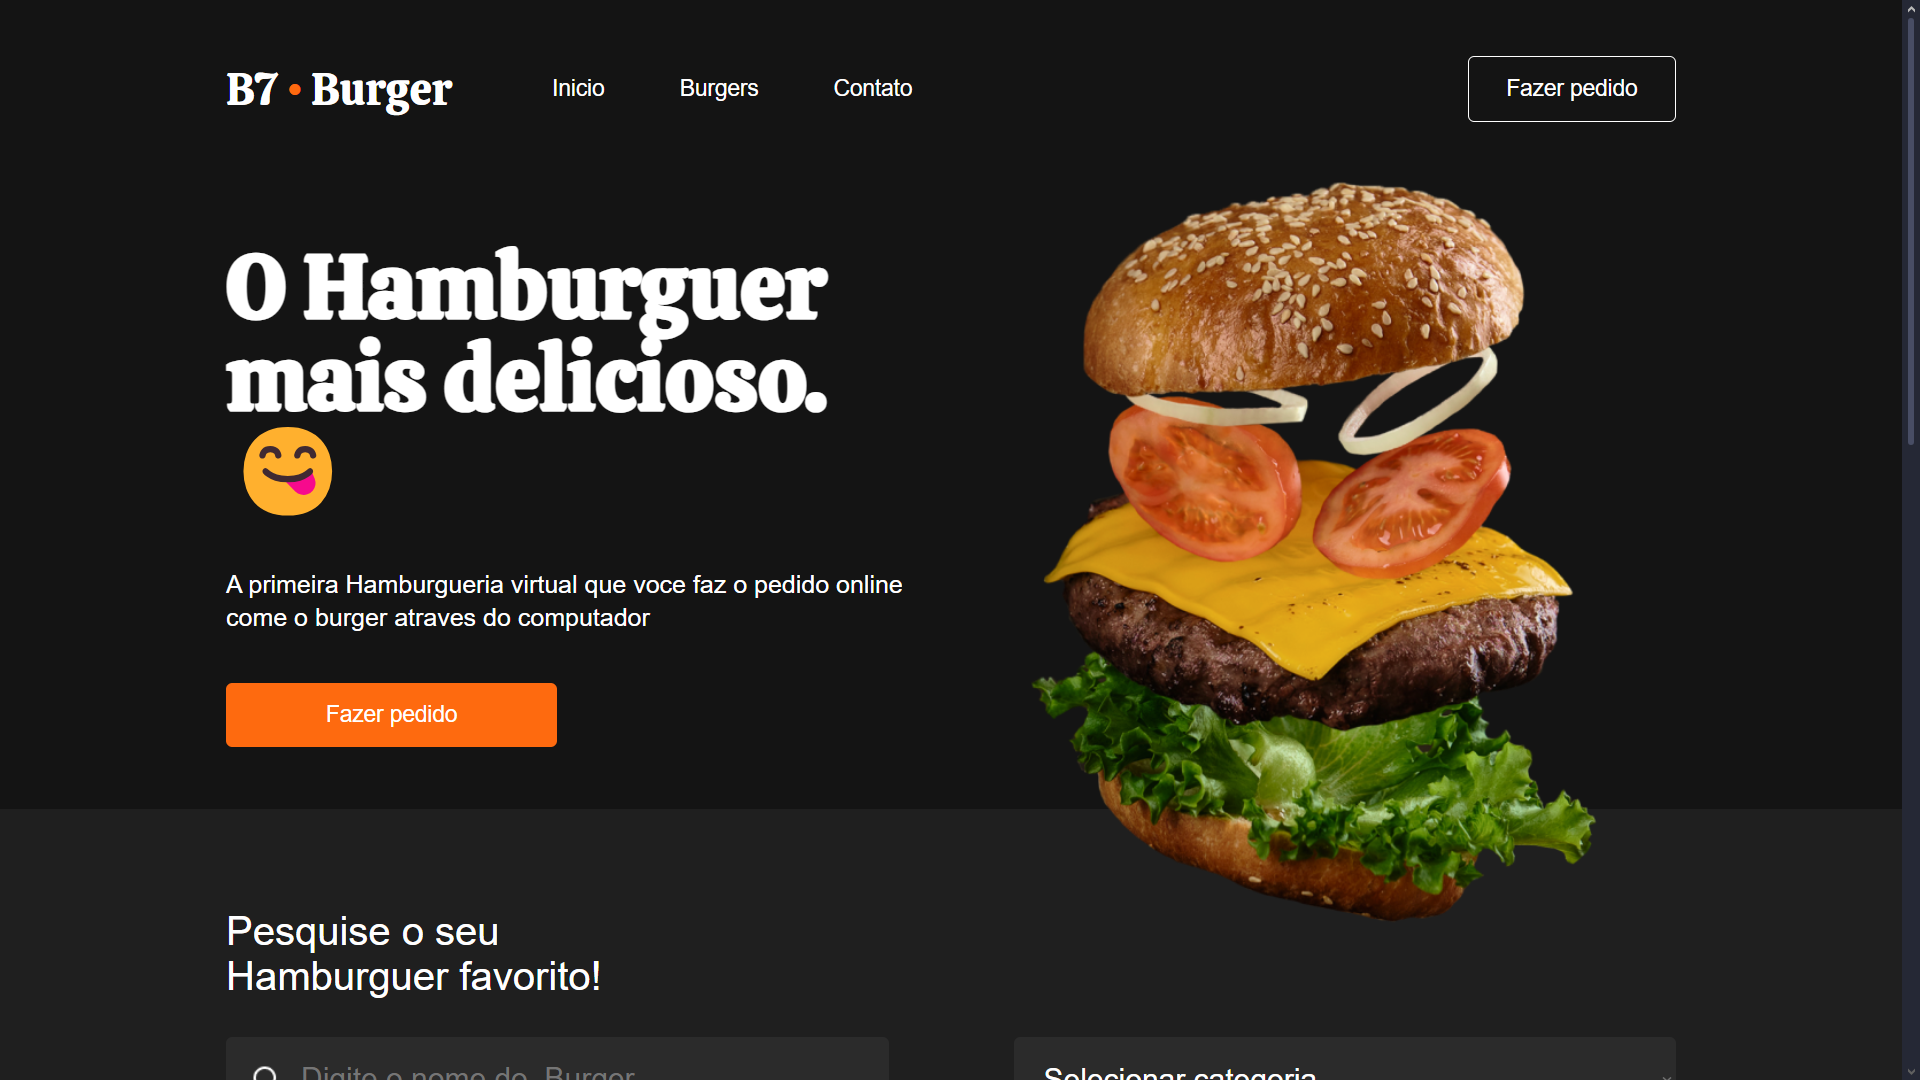 B7 • Burger
Inicio
Burgers
Contato
Fazer pedido
O Hamburguer
mais delicioso.
A primeira Hamburgueria virtual que voce faz o pedido online
come o burger atraves do computador
Fazer pedido
Pesquise o seu
Hamburguer favorito!
Digite o nome do Burger
Selecionar categoria